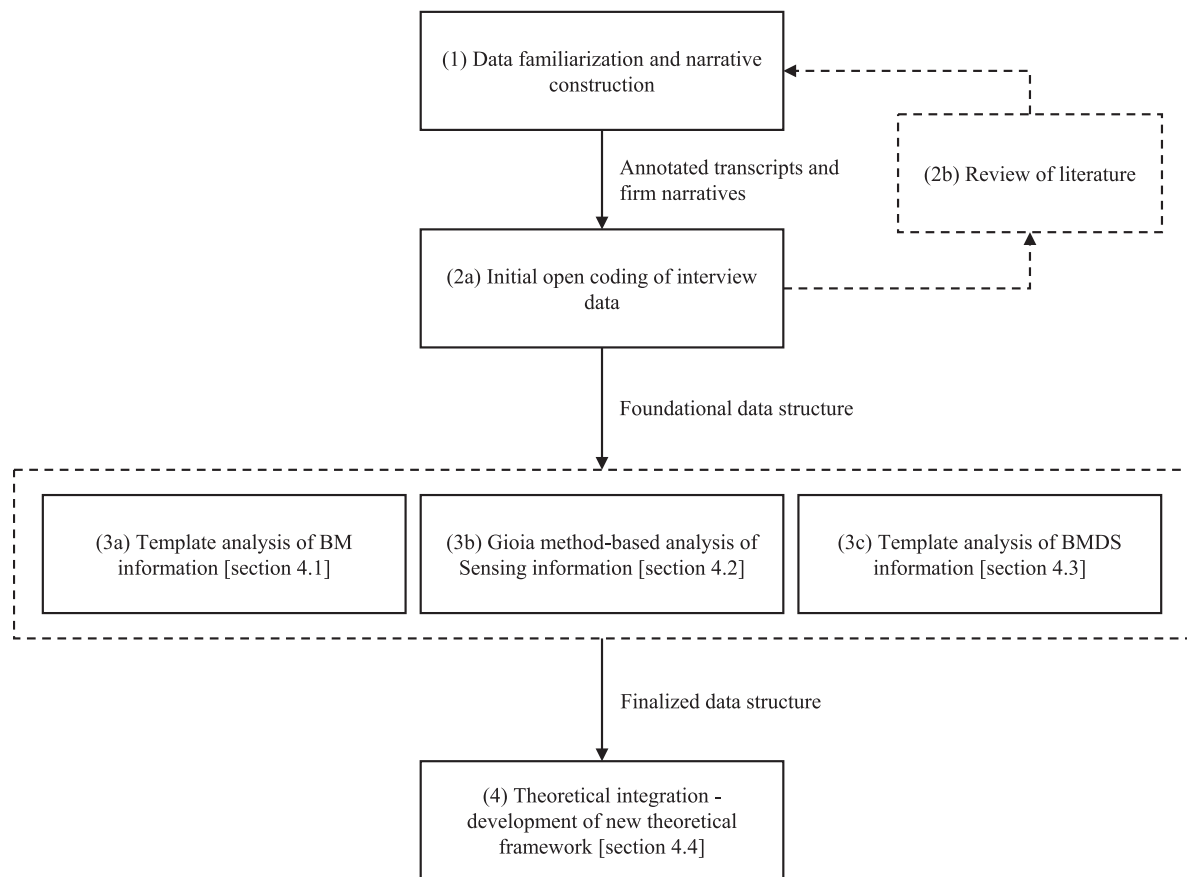 (1) Data familiarization and narrative
construction
(2b) Review of literature
Annotated transcripts and
firm narratives
(2a) Initial open coding of interview
data
Foundational data structure
(3a) Template analysis of BM
information [section 4.1]
(3b) Gioia method-based analysis of
Sensing information [section 4.2]
(3c) Template analysis of BMDS
information [section 4.3]
Finalized data structure
(4) Theoretical integration -
development of new theoretical
framework [section 4.4]